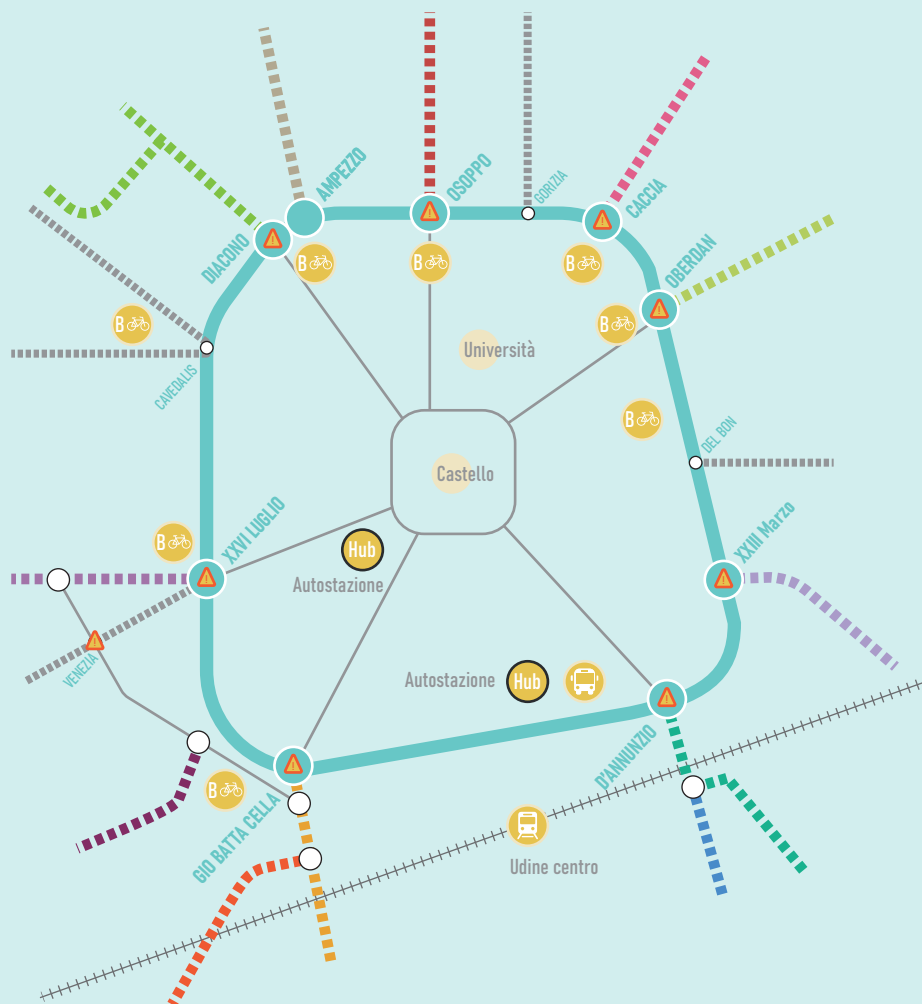 AMPEZZO
OSOPPO
GORIZIA
CACCIA
DIACONO
B
B
B
OBERDAN
B
B
Università
CAVEDALIS
B
DEL BON
Castello
XXVI LUGLIO
B
Hub
Autostazione
XXIII Marzo
VENEZIA
Autostazione
Hub
D'ANNUNZIO
B
GIO BATTA CELLA
Udine centro